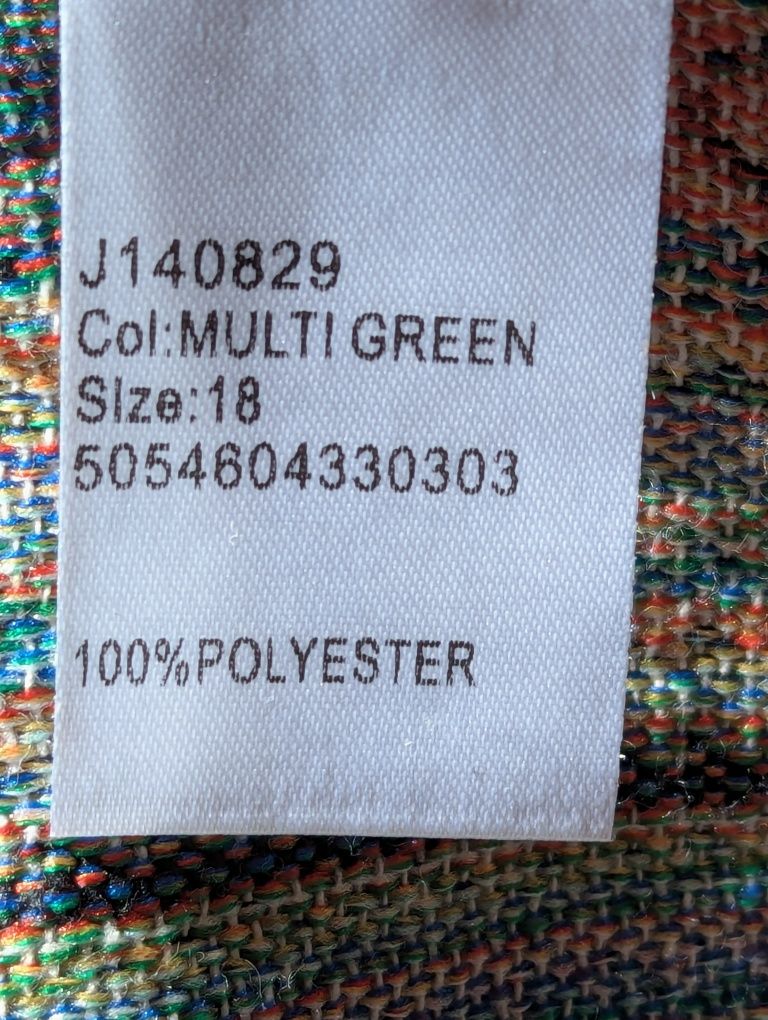 J140829
Col:MULTI GREEN
SIze:18
5054604330303
100%POLYESTER